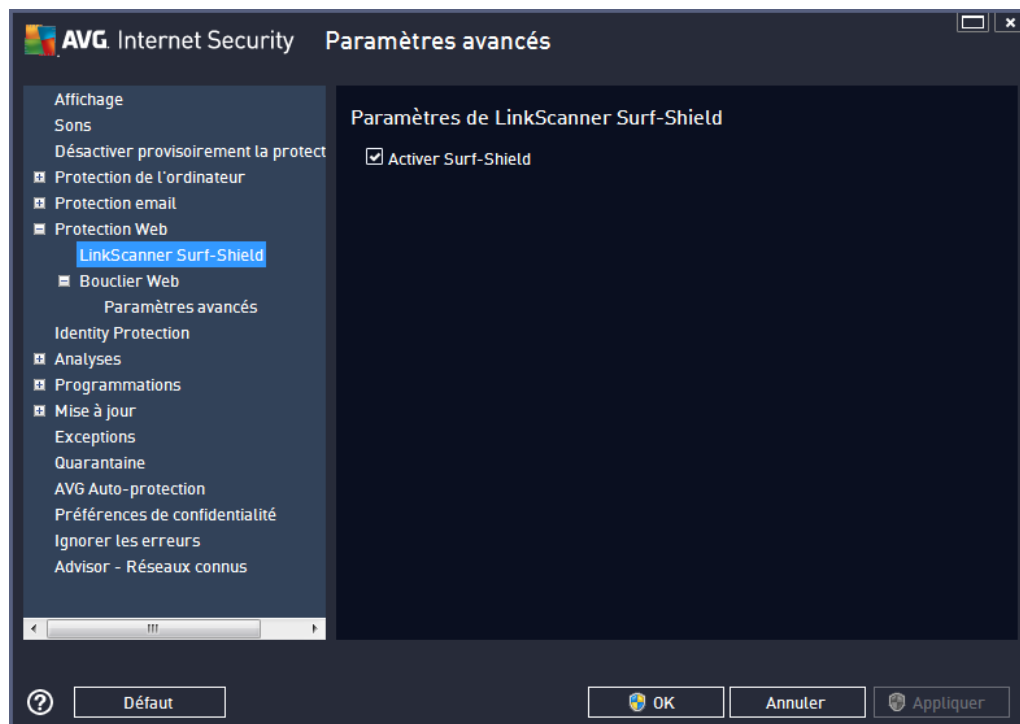 AVG. Internet Security Paramètres avancés
Affichage
Sons
Désactiver provisoirement la protect
Protection de l'ordinateur
Protection email
Protection Web
LinkScanner Surf-Shield
Bouclier Web
Paramètres avancés
Identity Protection
Analyses
Programmations
Mise à jour
Exceptions
Quarantaine
AVG Auto-protection
Préférences de confidentialité
Ignorer les erreurs
Advisor - Réseaux connus
Paramètres de LinkScanner Surf-Shield
Activer Surf-Shield
? Défaut OK Annuler Appliquer